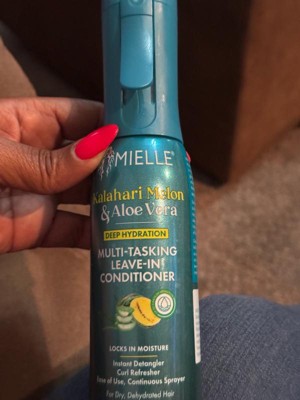 MIELLE®
Kalahari Melon
& Aloe Vera
DEEP HYDRATION
MULTI-TASKING
LEAVE-IN
CONDITIONER
LOCKS IN MOISTURE
Instant Detangler
Curl Refresher
Ease of Use, Continuous Sprayer
For Dry, Dehydrated Hair